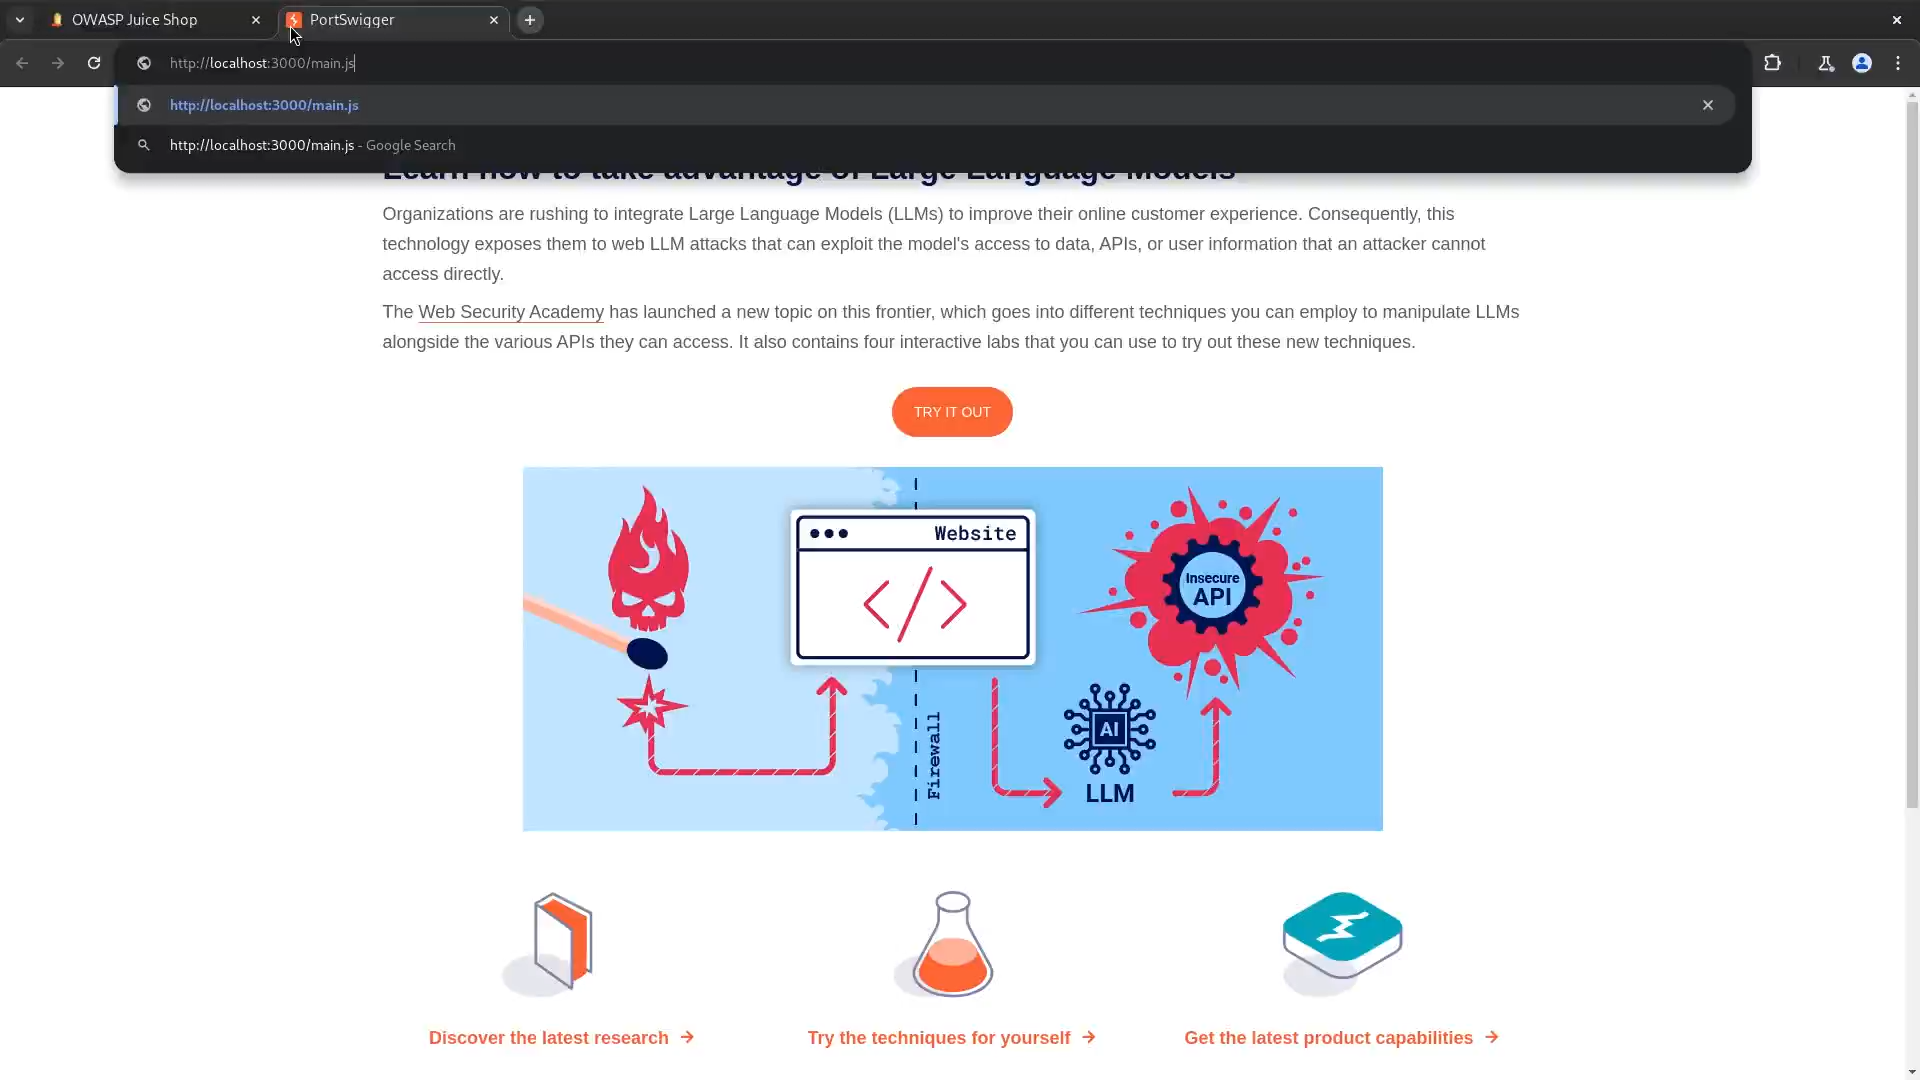 OWASP Juice Shop
PortSwigger
http://localhost:3000/main.js
http://localhost:3000/main.js
http://localhost:3000/main.js - Google Search
Learn how to take advantage of Large Language Models
Organizations are rushing to integrate Large Language Models (LLMs) to improve their online customer experience. Consequently, this
technology exposes them to web LLM attacks that can exploit the model's access to data, APIs, or user information that an attacker cannot
access directly.
The Web Security Academy has launched a new topic on this frontier, which goes into different techniques you can employ to manipulate LLMs
alongside the various APIs they can access. It also contains four interactive labs that you can use to try out these new techniques.
TRY IT OUT
Website
</>
Insecure
API
Firewall
AI
LLM
Discover the latest research
Try the techniques for yourself
Get the latest product capabilities